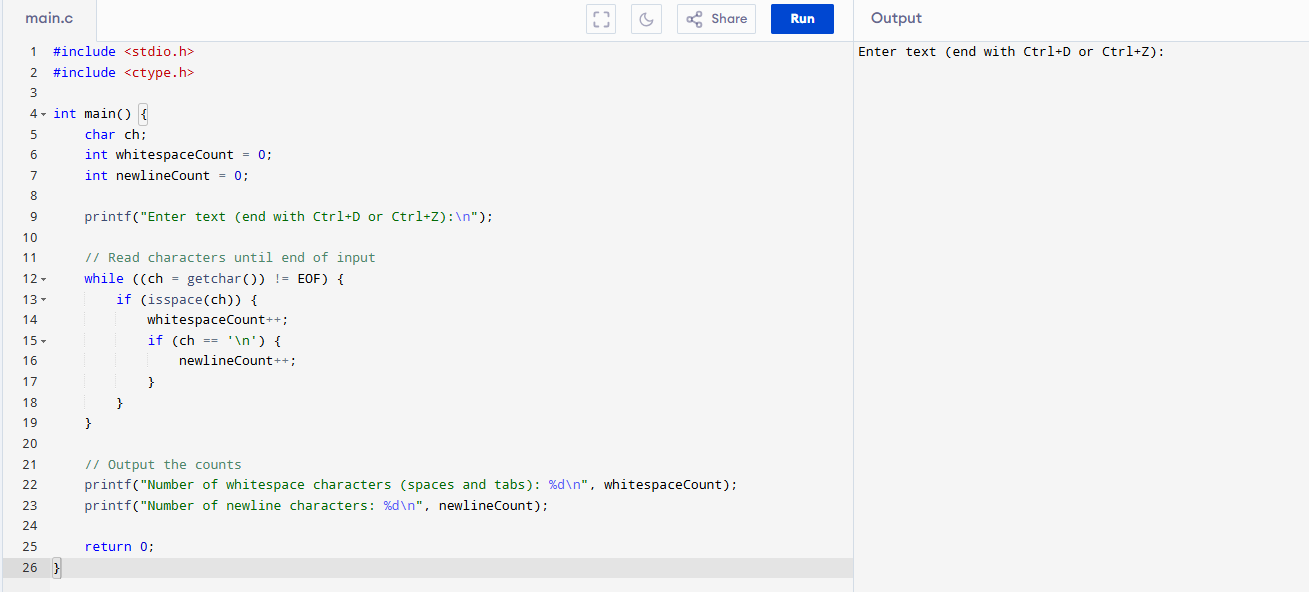 main.c
Share
Run
Output
1 #include <stdio.h>
2 #include <ctype.h>
3
4 int main() {
5     char ch;
6     int whitespaceCount = 0;
7     int newlineCount = 0;
8
9     printf("Enter text (end with Ctrl+D or Ctrl+Z):\n");
10
11     // Read characters until end of input
12     while ((ch = getchar()) != EOF) {
13         if (isspace(ch)) {
14             whitespaceCount++;
15             if (ch == '\n') {
16                 newlineCount++;
17             }
18         }
19     }
20
21     // Output the counts
22     printf("Number of whitespace characters (spaces and tabs): %d\n", whitespaceCount);
23     printf("Number of newline characters: %d\n", newlineCount);
24
25     return 0;
26 }
Enter text (end with Ctrl+D or Ctrl+Z):